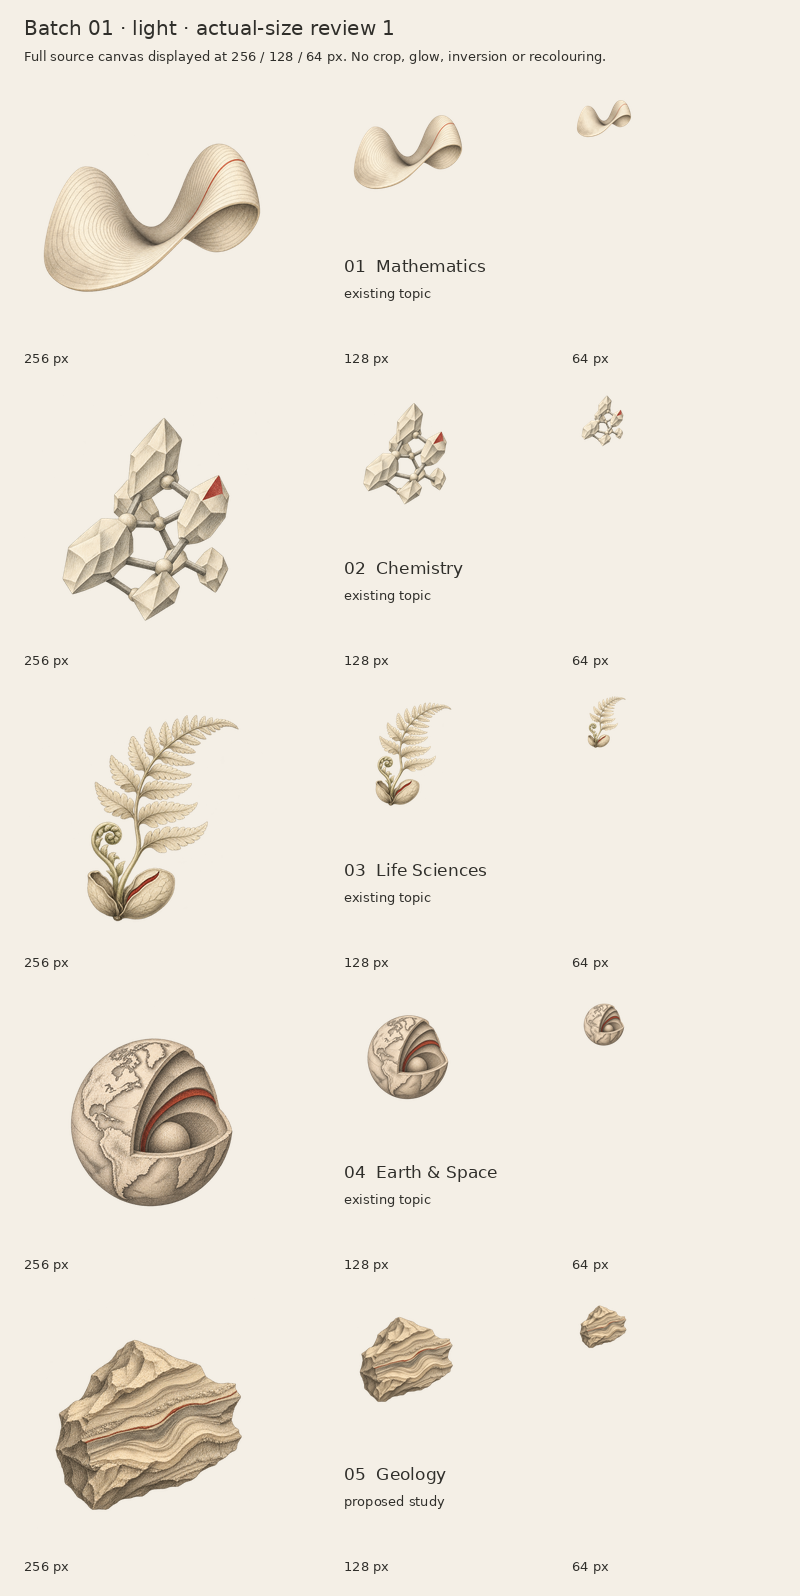 Batch 01 · light · actual-size review 1
Full source canvas displayed at 256 / 128 / 64 px. No crop, glow, inversion or recolouring.
01 Mathematics
existing topic
256 px
128 px
64 px
02 Chemistry
existing topic
256 px
128 px
64 px
03 Life Sciences
existing topic
256 px
128 px
64 px
04 Earth & Space
existing topic
256 px
128 px
64 px
05 Geology
proposed study
256 px
128 px
64 px